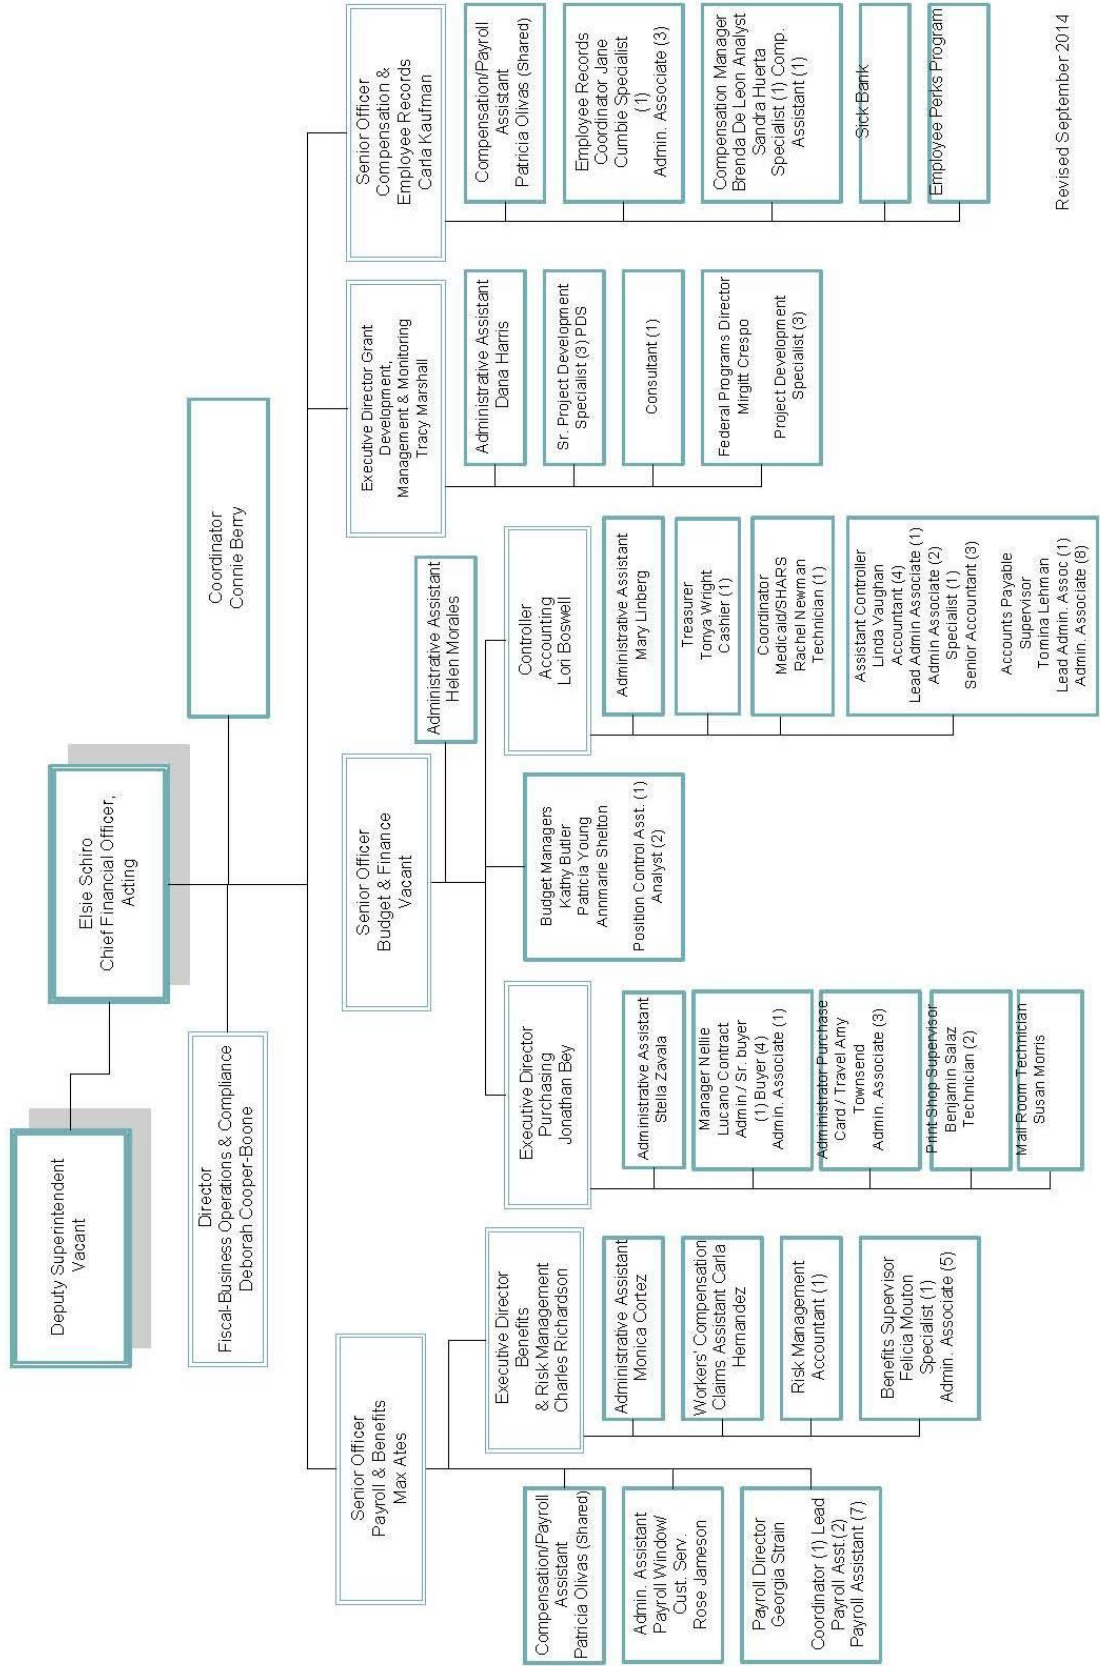 Deputy Superintendent
Vacant
Elsie Schiro
Chief Financial Officer,
Acting
Director
Fiscal-Business Operations & Compliance
Deborah Cooper-Boone
Coordinator
Connie Berry
Senior Officer
Payroll & Benefits
Max Ates
Compensation/Payroll
Assistant
Patricia Olivas (Shared)
Admin. Assistant
Payroll Window/
Cust. Serv.
Rose Jameson
Payroll Director
Georgia Strain
Coordinator (1) Lead
Payroll Asst.(2)
Payroll Assistant (7)
Executive Director
Benefits
& Risk Management
Charles Richardson
Administrative Assistant
Monica Cortez
Workers' Compensation
Claims Assistant Carla
Hernandez
Risk Management
Accountant (1)
Benefits Supervisor
Felicia Mouton
Specialist (1)
Admin. Associate (5)
Senior Officer
Budget & Finance
Vacant
Administrative Assistant
Helen Morales
Executive Director
Purchasing
Jonathan Bey
Administrative Assistant
Stella Zavala
Manager Nellie
Lucano Contract
Admin / Sr. buyer
(1) Buyer (4)
Admin. Associate (1)
Administrator Purchase
Card / Travel Amy
Townsend
Admin. Associate (3)
Print Shop Supervisor
Benjamin Salaz
Technician (2)
Mail Room Technician
Susan Morris
Budget Managers
Kathy Butler
Patricia Young
Annmarie Shelton
Position Control Asst. (1)
Analyst (2)
Controller
Accounting
Lori Boswell
Administrative Assistant
Mary Linberg
Treasurer
Tonya Wright
Cashier (1)
Coordinator
Medicaid/SHARS
Rachel Newman
Technician (1)
Assistant Controller
Linda Vaughan
Accountant (4)
Lead Admin Associate (1)
Admin Associate (2)
Specialist (1)
Senior Accountant (3)
Accounts Payable
Supervisor
Tomina Lehman
Lead Admin. Assoc (1)
Admin. Associate (8)
Executive Director Grant
Development,
Management & Monitoring
Tracy Marshall
Administrative Assistant
Dana Harris
Sr. Project Development
Specialist (3) PDS
Consultant (1)
Federal Programs Director
Mirgitt Crespo
Project Development
Specialist (3)
Senior Officer
Compensation &
Employee Records
Carla Kaufman
Compensation/Payroll
Assistant
Patricia Olivas (Shared)
Employee Records
Coordinator Jane
Cumbie Specialist
(1)
Admin. Associate (3)
Compensation Manager
Brenda De Leon Analyst
Sandra Huerta
Specialist (1) Comp.
Assistant (1)
Sick Bank
Employee Perks Program
Revised September 2014